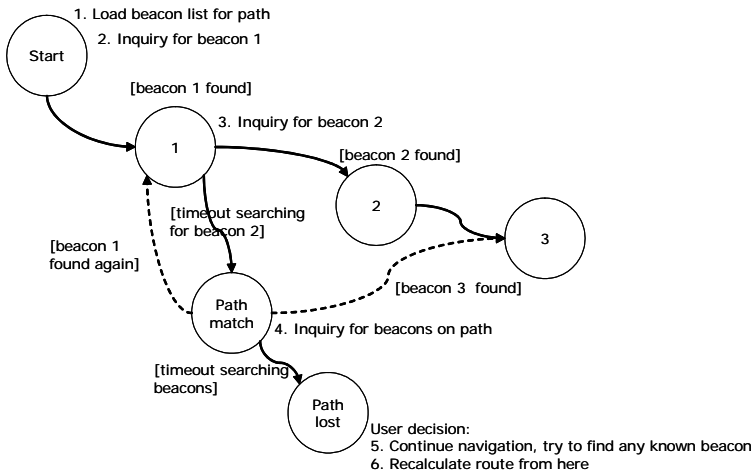 1. Load beacon list for path
2. Inquiry for beacon 1
Start
[beacon 1 found]
3. Inquiry for beacon 2
1
[beacon 2 found]
2
[timeout searching
for beacon 2]
3
[beacon 1
found again]
[beacon 3 found]
Path
match
4. Inquiry for beacons on path
[timeout searching
beacons]
Path
lost
User decision:
5. Continue navigation, try to find any known beacon
6. Recalculate route from here